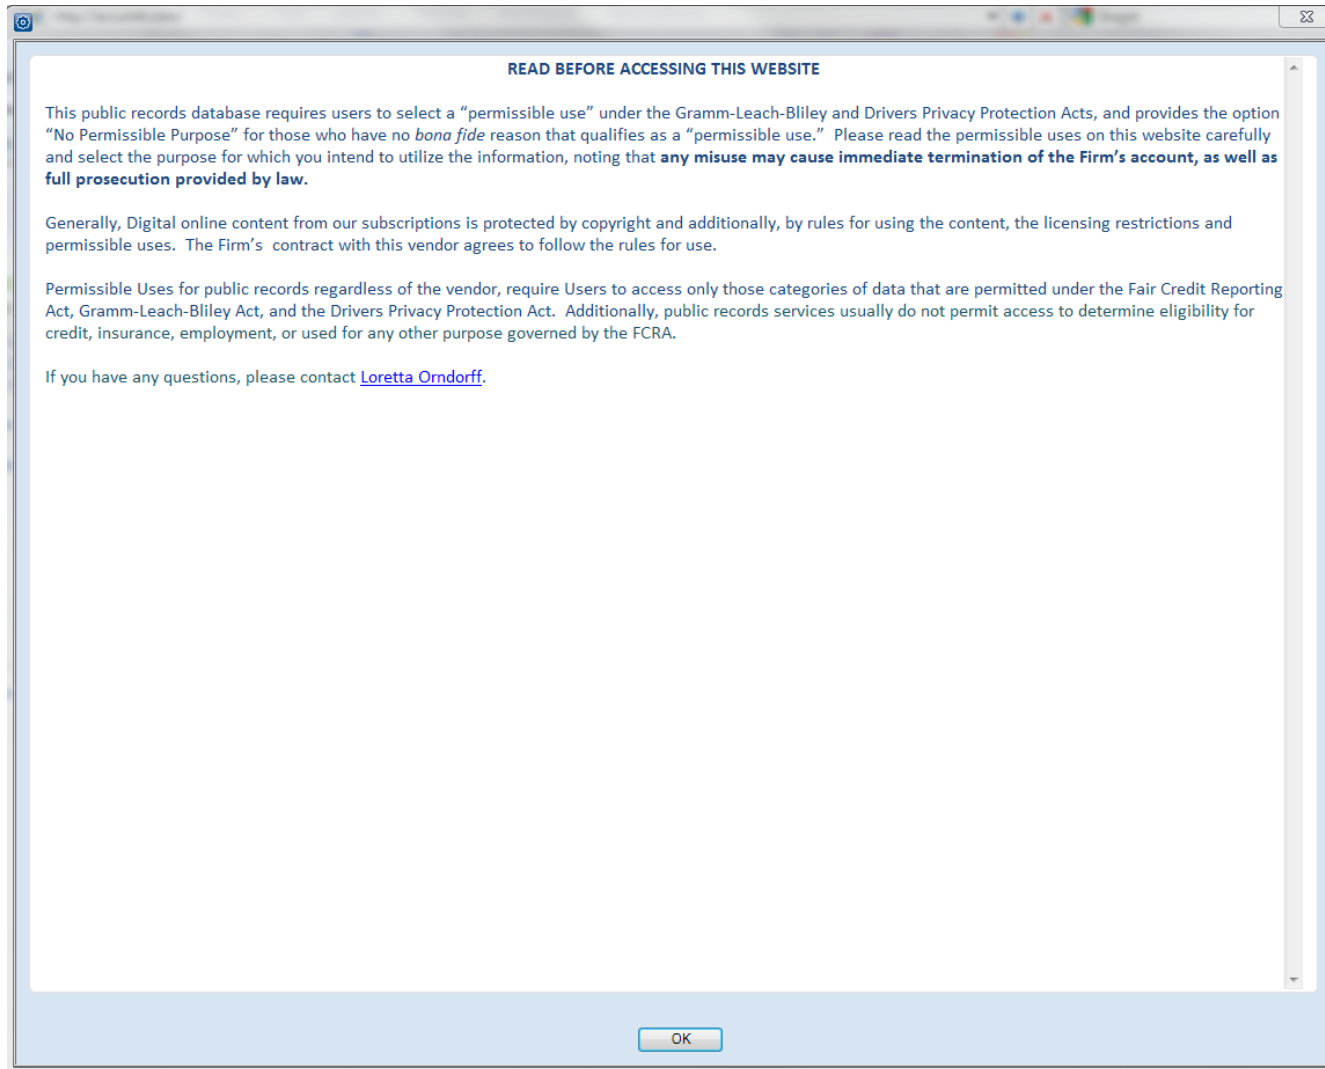 READ BEFORE ACCESSING THIS WEBSITE
This public records database requires users to select a “permissible use” under the Gramm-Leach-Bliley and Drivers Privacy Protection Acts, and provides the option
“No Permissible Purpose” for those who have no bona fide reason that qualifies as a “permissible use.”  Please read the permissible uses on this website carefully
and select the purpose for which you intend to utilize the information, noting that any misuse may cause immediate termination of the Firm’s account, as well as
full prosecution provided by law.
Generally, Digital online content from our subscriptions is protected by copyright and additionally, by rules for using the content, the licensing restrictions and
permissible uses.  The Firm’s  contract with this vendor agrees to follow the rules for use.
Permissible Uses for public records regardless of the vendor, require Users to access only those categories of data that are permitted under the Fair Credit Reporting
Act, Gramm-Leach-Bliley Act, and the Drivers Privacy Protection Act.  Additionally, public records services usually do not permit access to determine eligibility for
credit, insurance, employment, or used for any other purpose governed by the FCRA.
If you have any questions, please contact Loretta Orndorff.
OK